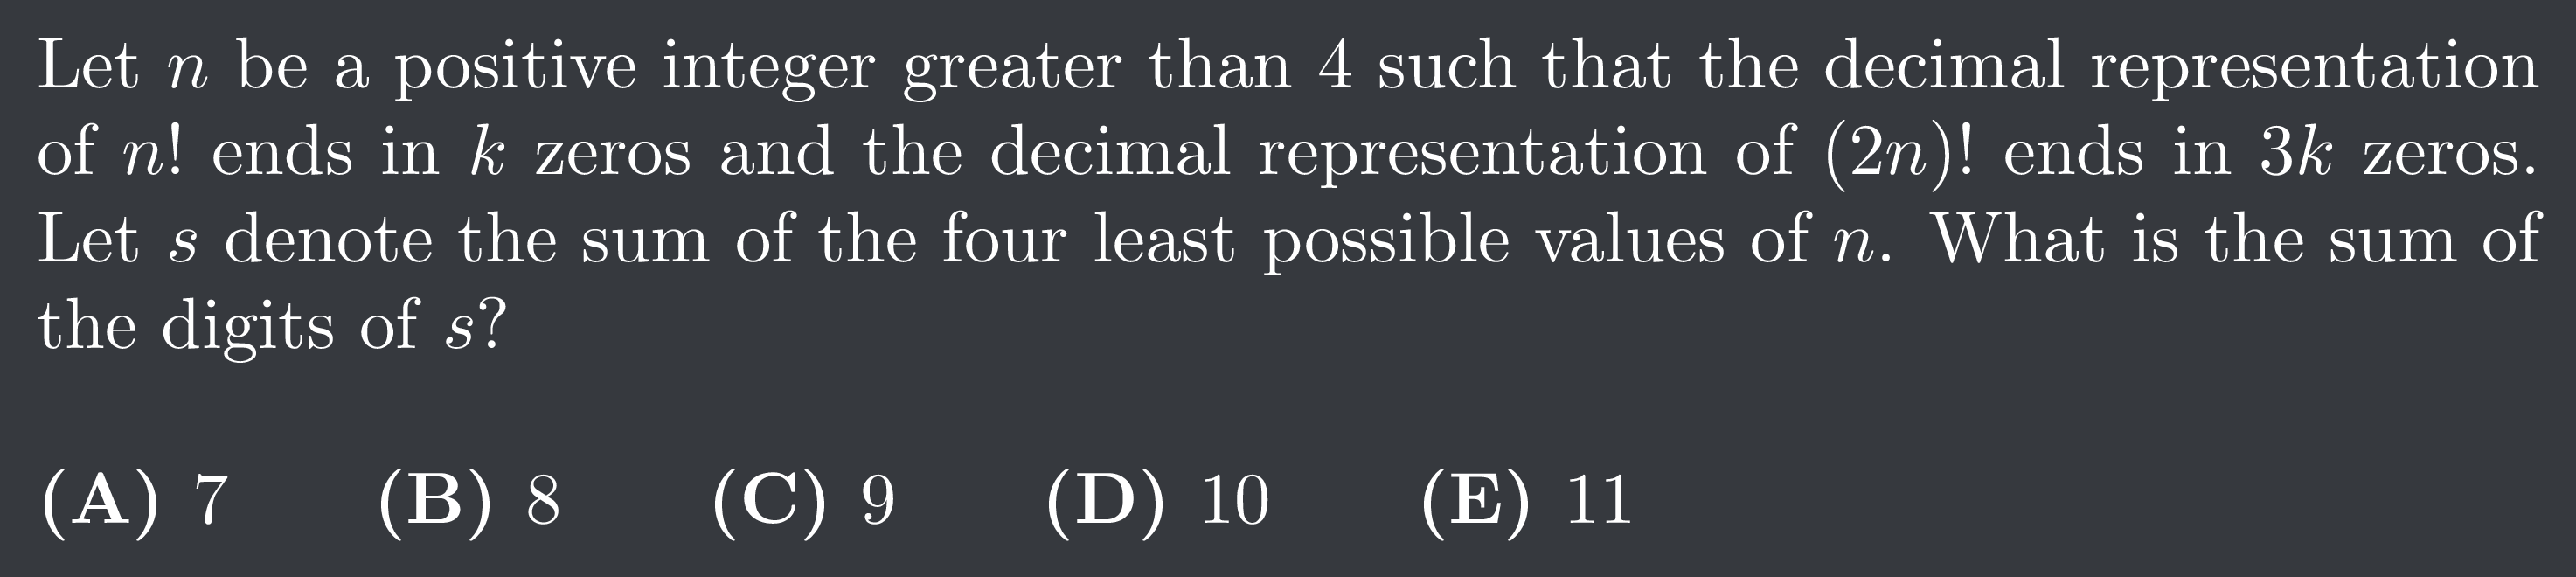 Let n be a positive integer greater than 4 such that the decimal representation
of n! ends in k zeros and the decimal representation of (2n)! ends in 3k zeros.
Let s denote the sum of the four least possible values of n. What is the sum of
the digits of s?
(A) 7 (B) 8 (C) 9 (D) 10 (E) 11